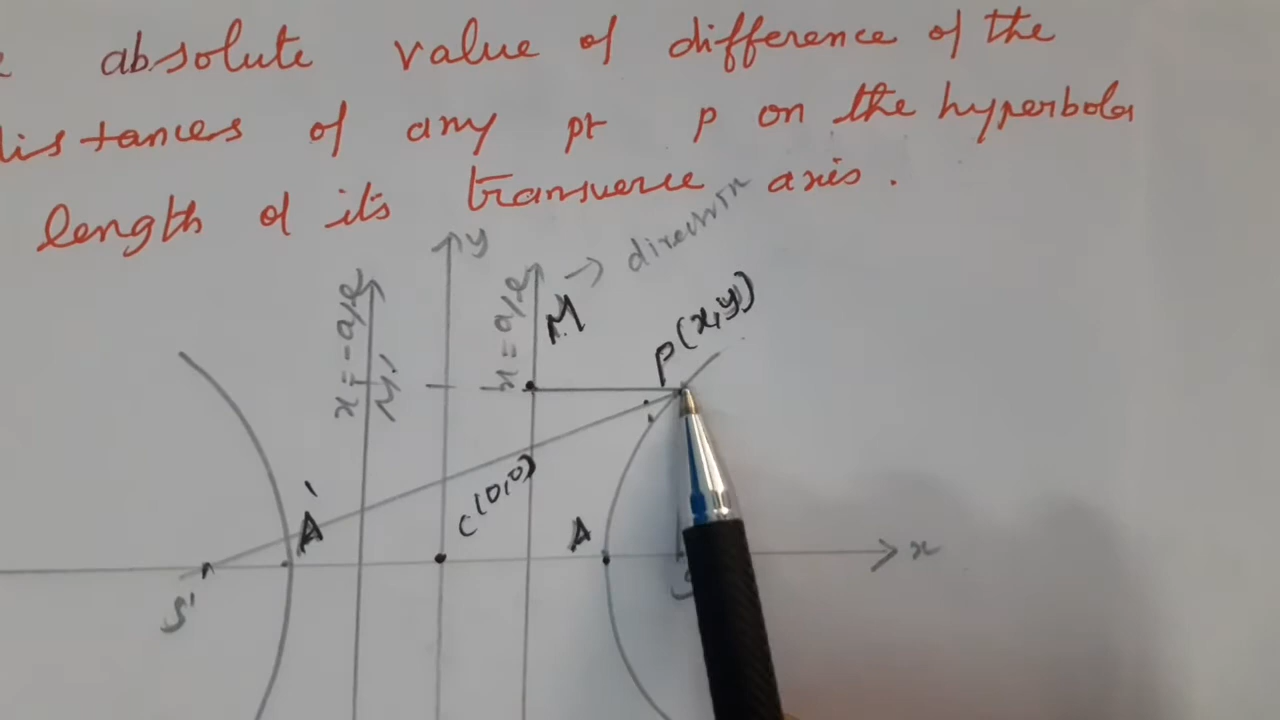 absolute value of difference of the
distances of any pt P on the hyperbola
length of its transverse axis.
y
M → directrix
x = -a/e
x = a/e
M'
P(x,y)
C(0,0)
A'
A
x
S'
S